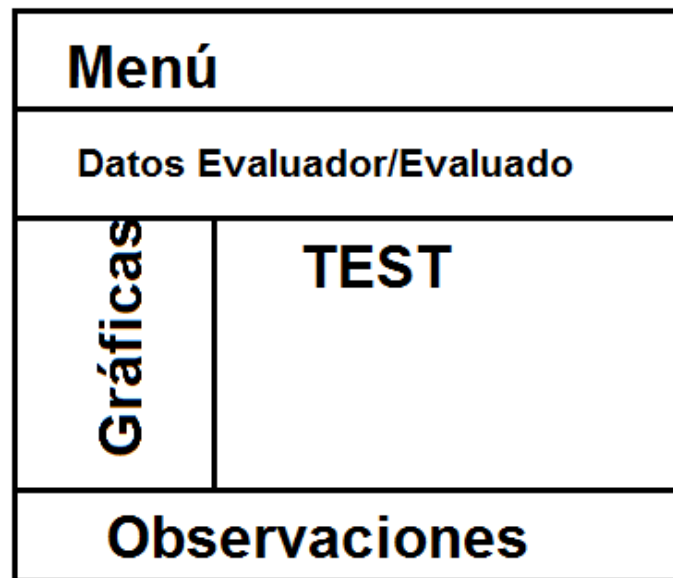 Menú
Datos Evaluador/Evaluado
Gráficas
TEST
Observaciones